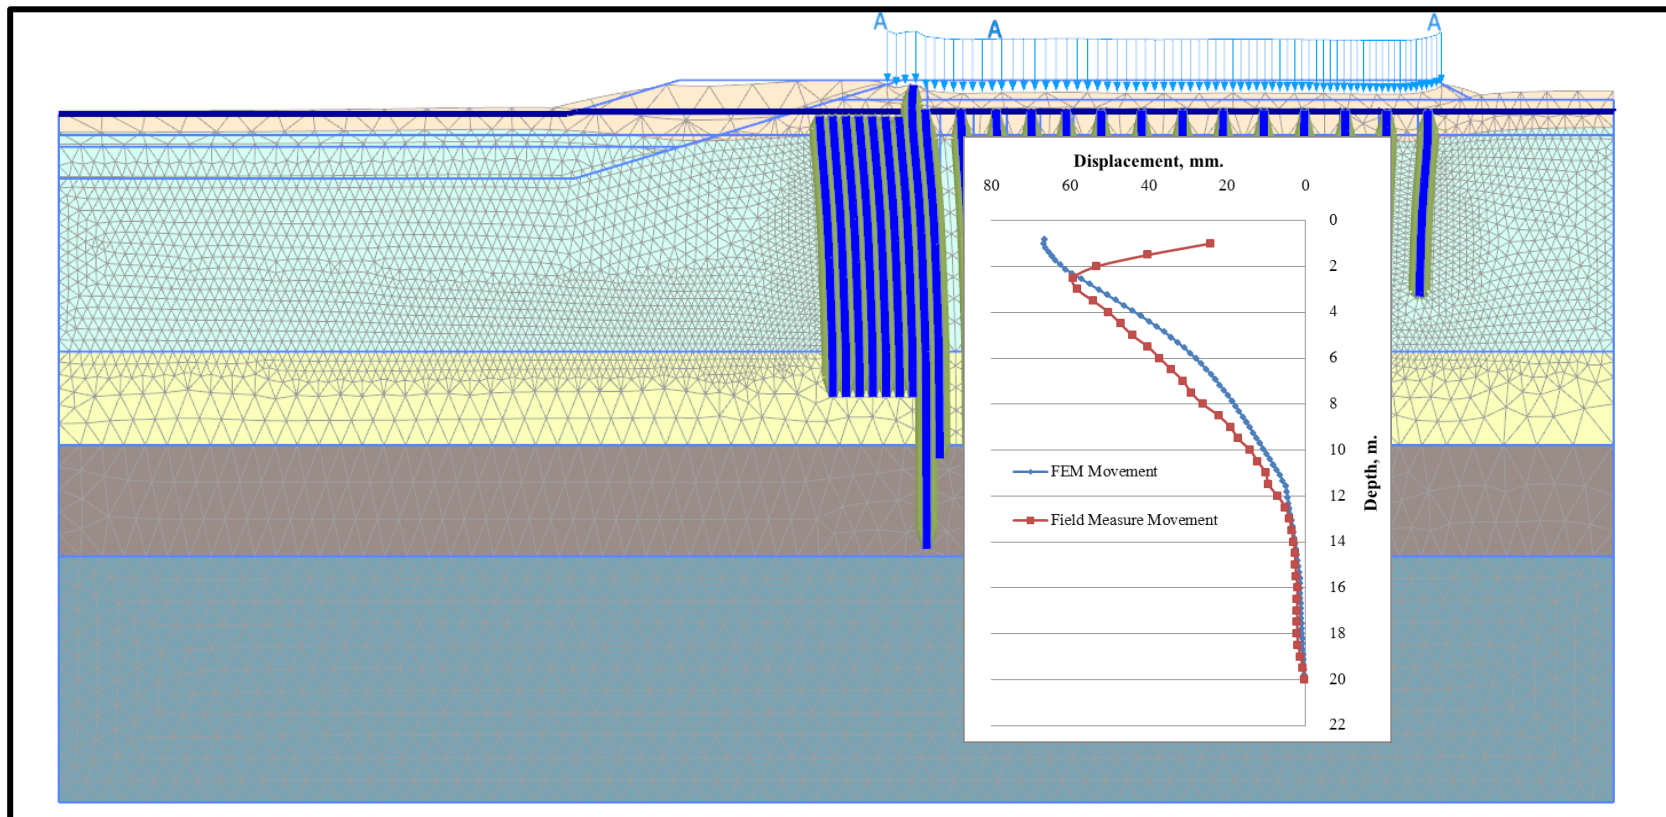 A
A
A
Displacement, mm.
80 60 40 20 0
0
2
4
6
8
10
12
14
16
18
20
22
Depth, m.
FEM Movement
Field Measure Movement